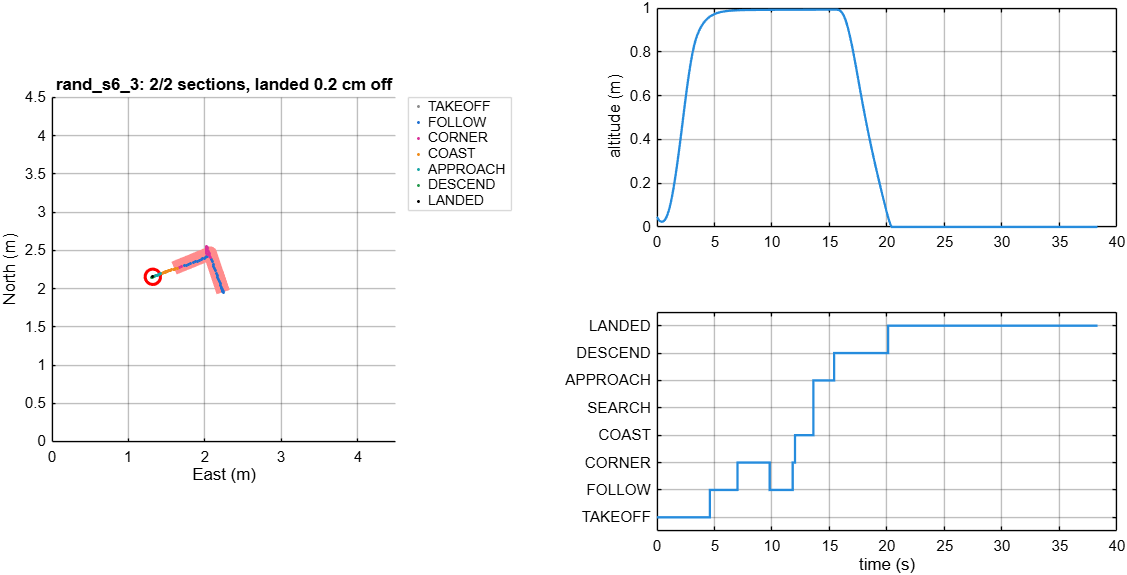 rand_s6_3: 2/2 sections, landed 0.2 cm off
4.5
4
3.5
3
2.5
2
1.5
1
0.5
0
0
1
2
3
4
North (m)
East (m)
TAKEOFF
FOLLOW
CORNER
COAST
APPROACH
DESCEND
LANDED
1
0.8
0.6
0.4
0.2
0
altitude (m)
0
5
10
15
20
25
30
35
40
LANDED
DESCEND
APPROACH
SEARCH
COAST
CORNER
FOLLOW
TAKEOFF
0
5
10
15
20
25
30
35
40
time (s)